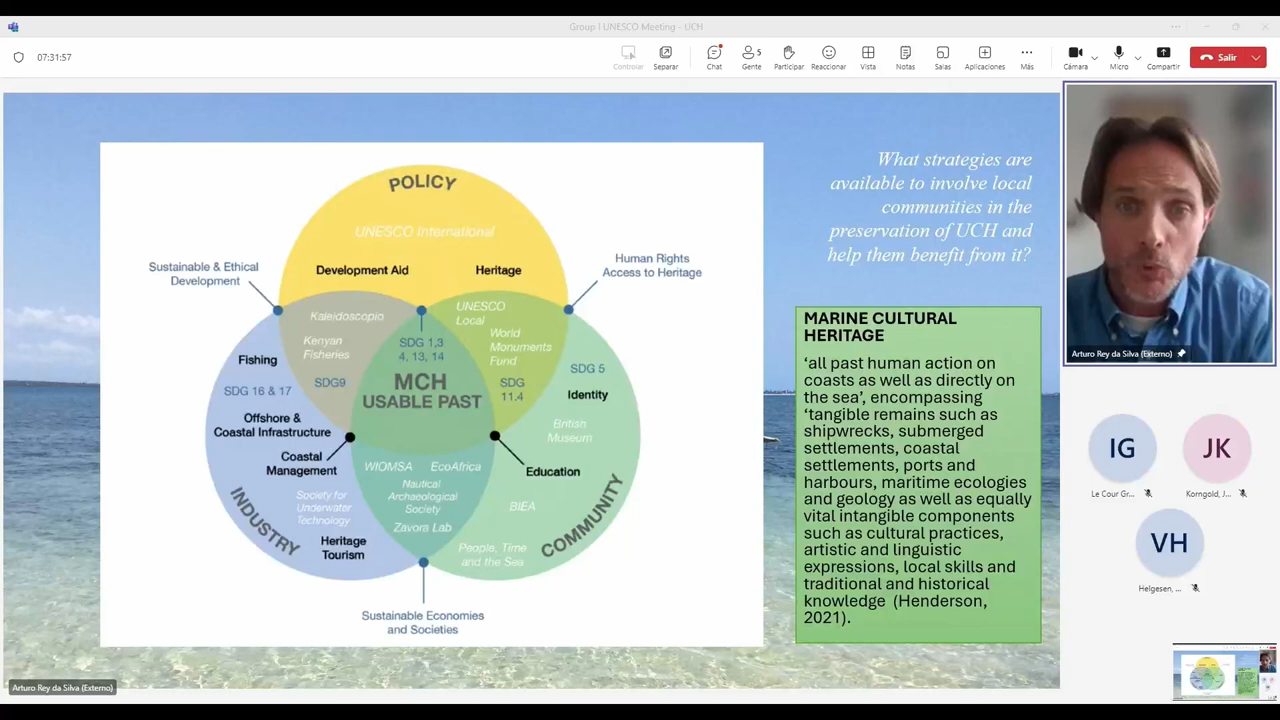 Group I UNESCO Meeting - UCH
07:31:57
Controlar
Separar
Chat
Gente
5
Participar
Reaccionar
Vista
Notas
Salas
Aplicaciones
Más
Cámara
Micro
Compartir
Salir
POLICY
UNESCO International
Development Aid
Heritage
Sustainable & Ethical
Development
Human Rights
Access to Heritage
Kaleidoscopio
Kenyan
Fisheries
SDG9
UNESCO
Local
World
Monuments
Fund
SDG
11.4
SDG 1,3
4, 13, 14
MCH
USABLE PAST
Fishing
SDG 16 & 17
Offshore &
Coastal Infrastructure
Coastal
Management
Society for
Underwater
Technology
Heritage
Tourism
INDUSTRY
SDG 5
Identity
British
Museum
Education
BIEA
People, Time
and the Sea
COMMUNITY
WIOMSA
EcoAfrica
Nautical
Archaeological
Society
Zavora Lab
Sustainable Economies
and Societies
What strategies are
available to involve local
communities in the
preservation of UCH and
help them benefit from it?
MARINE CULTURAL
HERITAGE
‘all past human action on
coasts as well as directly on
the sea’, encompassing
‘tangible remains such as
shipwrecks, submerged
settlements, coastal
settlements, ports and
harbours, maritime ecologies
and geology as well as equally
vital intangible components
such as cultural practices,
artistic and linguistic
expressions, local skills and
traditional and historical
knowledge (Henderson,
2021).
Arturo Rey da Silva (Externo)
IG
Le Cour Gr...
JK
Korngold, J...
VH
Helgesen, ...
Arturo Rey da Silva (Externo)